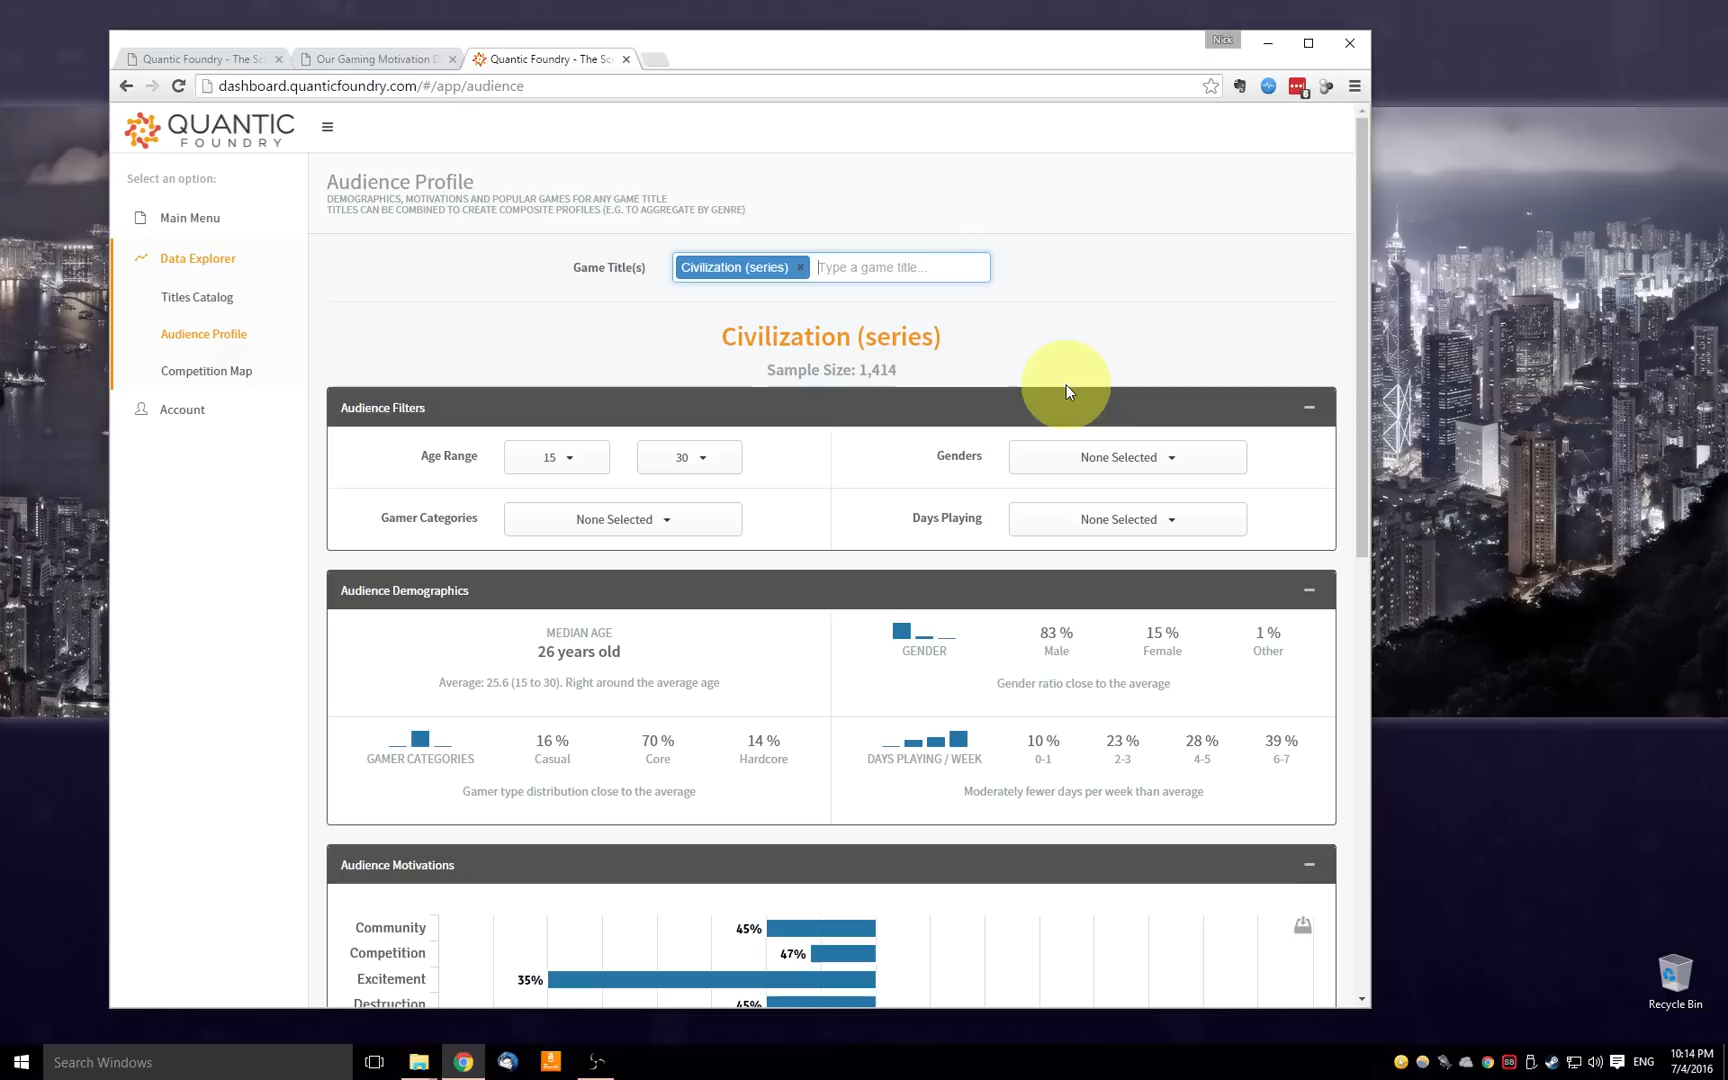 Nick
Quantic Foundry - The Sc
Our Gaming Motivation D
Quantic Foundry - The Sc
dashboard.quanticfoundry.com/#/app/audience
QUANTIC
FOUNDRY
Select an option:
Main Menu
Data Explorer
Titles Catalog
Audience Profile
Competition Map
Account
Audience Profile
DEMOGRAPHICS, MOTIVATIONS AND POPULAR GAMES FOR ANY GAME TITLE
TITLES CAN BE COMBINED TO CREATE COMPOSITE PROFILES (E.G. TO AGGREGATE BY GENRE)
Game Title(s) Civilization (series) × Type a game title...
Civilization (series)
Sample Size: 1,414
Audience Filters
Age Range 15 30 Genders None Selected
Gamer Categories None Selected Days Playing None Selected
Audience Demographics
MEDIAN AGE
26 years old
Average: 25.6 (15 to 30). Right around the average age
83 % 15 % 1 %
GENDER Male Female Other
Gender ratio close to the average
16 % 70 % 14 %
GAMER CATEGORIES Casual Core Hardcore
Gamer type distribution close to the average
10 % 23 % 28 % 39 %
DAYS PLAYING / WEEK 0-1 2-3 4-5 6-7
Moderately fewer days per week than average
Audience Motivations
Community 45%
Competition 47%
Excitement 35%
Destruction 45%
Recycle Bin
Search Windows
ENG
10:14 PM
7/4/2016